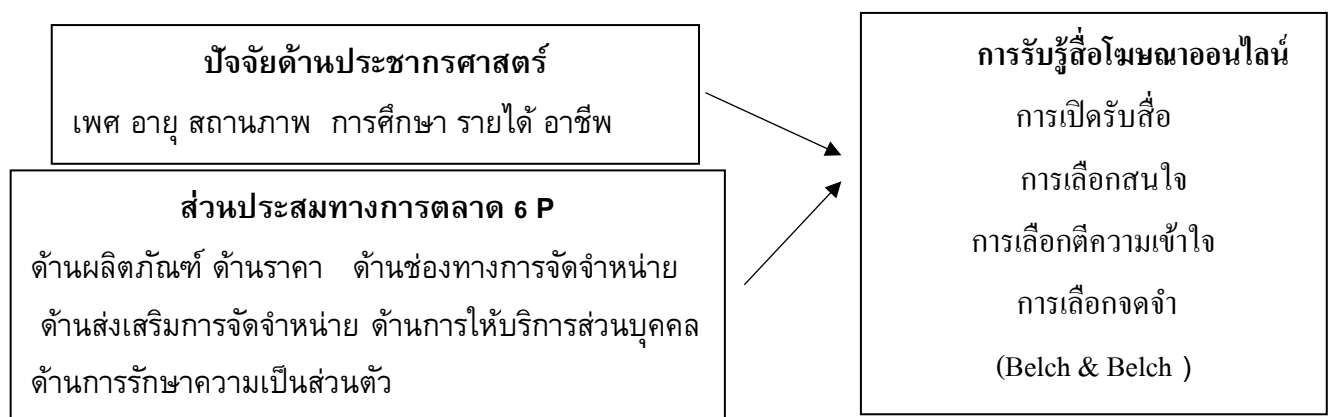 ปัจจัยด้านประชากรศาสตร์
เพศ อายุ สถานภาพ การศึกษา รายได้ อาชีพ
ส่วนประสมทางการตลาด 6 P
ด้านผลิตภัณฑ์ ด้านราคา ด้านช่องทางการจัดจำหน่าย
ด้านส่งเสริมการจัดจำหน่าย ด้านการให้บริการส่วนบุคคล
ด้านการรักษาความเป็นส่วนตัว
การรับรู้สื่อโฆษณาออนไลน์
การเปิดรับสื่อ
การเลือกสนใจ
การเลือกตีความเข้าใจ
การเลือกจดจำ
(Belch & Belch )